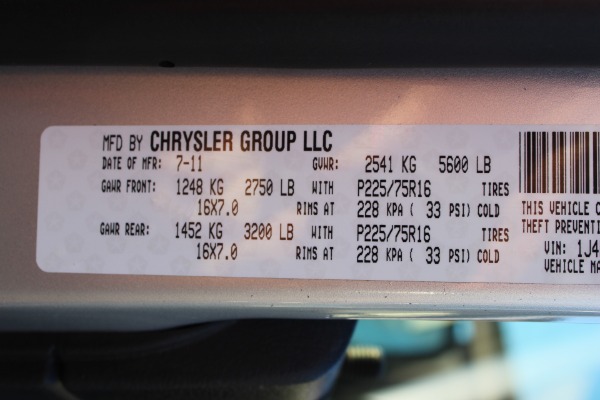 MFD BY CHRYSLER GROUP LLC
DATE OF MFR: 7-11 GVWR: 2541 KG 5600 LB
GAWR FRONT: 1248 KG 2750 LB WITH P225/75R16 TIRES
16X7.0 RIMS AT 228 KPA ( 33 PSI) COLD
GAWR REAR: 1452 KG 3200 LB WITH P225/75R16 TIRES
16X7.0 RIMS AT 228 KPA ( 33 PSI) COLD
THIS VEHICLE C
THEFT PREVENTI
VIN: 1J4
VEHICLE MA